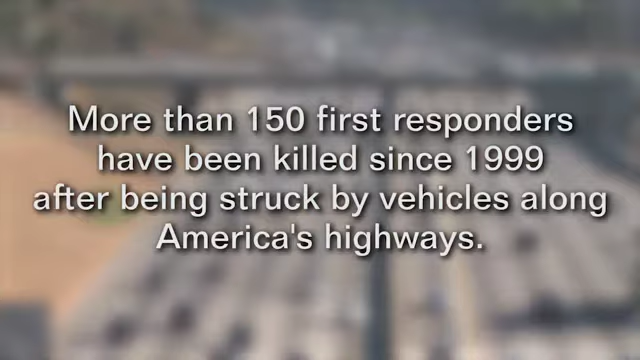 More than 150 first responders
have been killed since 1999
after being struck by vehicles along
America's highways.